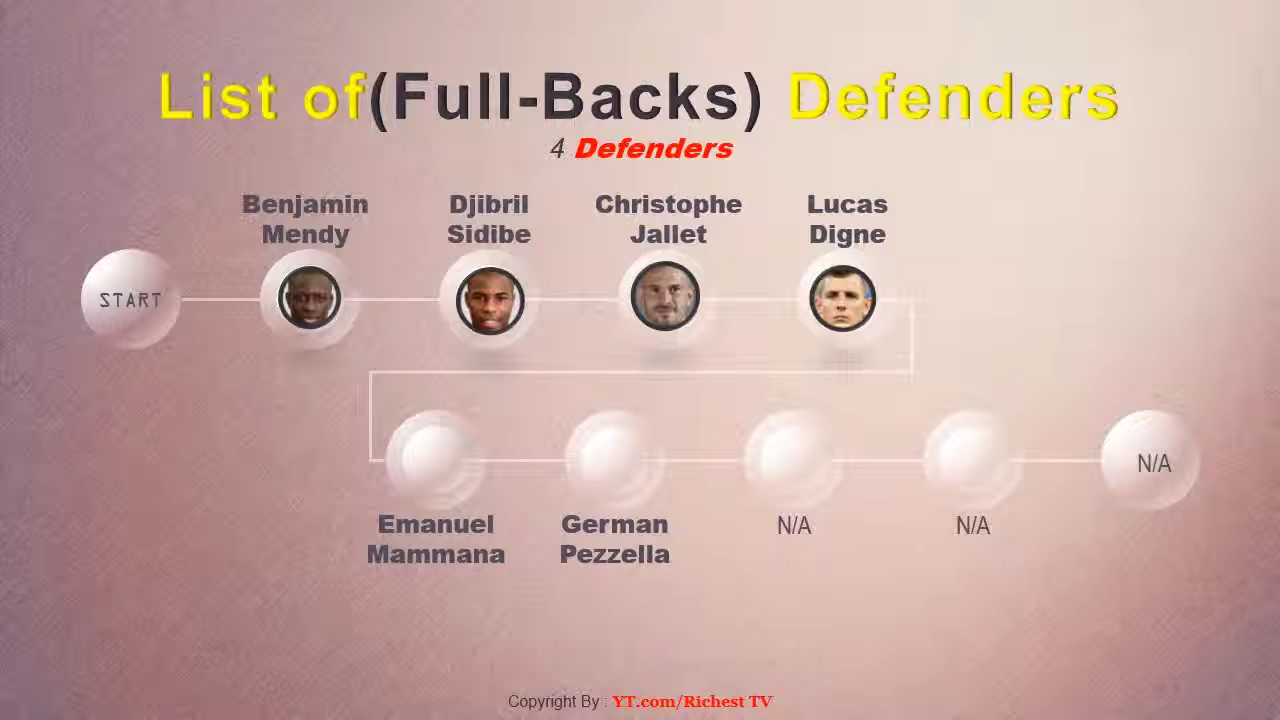 List of(Full-Backs) Defenders
4 Defenders
Benjamin
Mendy
Djibril
Sidibe
Christophe
Jallet
Lucas
Digne
START
N/A
Emanuel
Mammana
German
Pezzella
N/A
N/A
Copyright By : YT.com/Richest TV